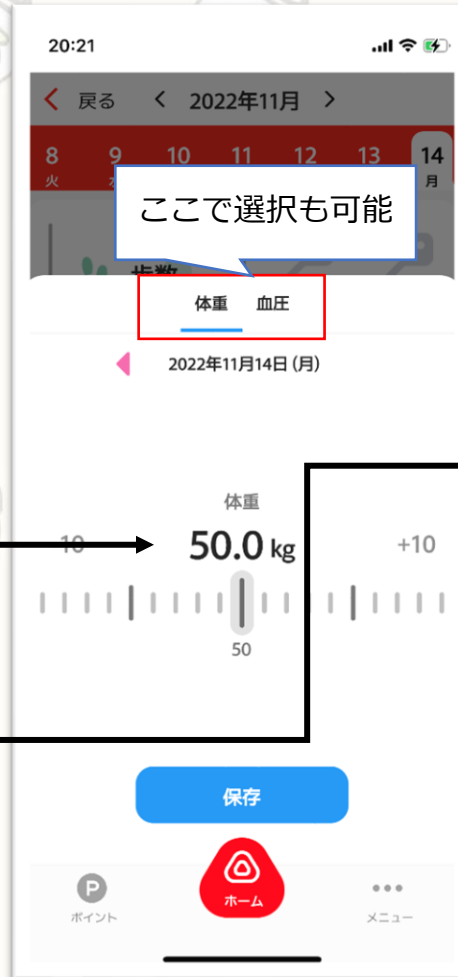 20:21
戻る < 2022年11月 >
8 9 10 11 12 13 14
火 月
ここで選択も可能
歩数
体重 血圧
2022年11月14日(月)
体重
-10 50.0 kg +10
50
保存
P
ポイント ホーム メニュー